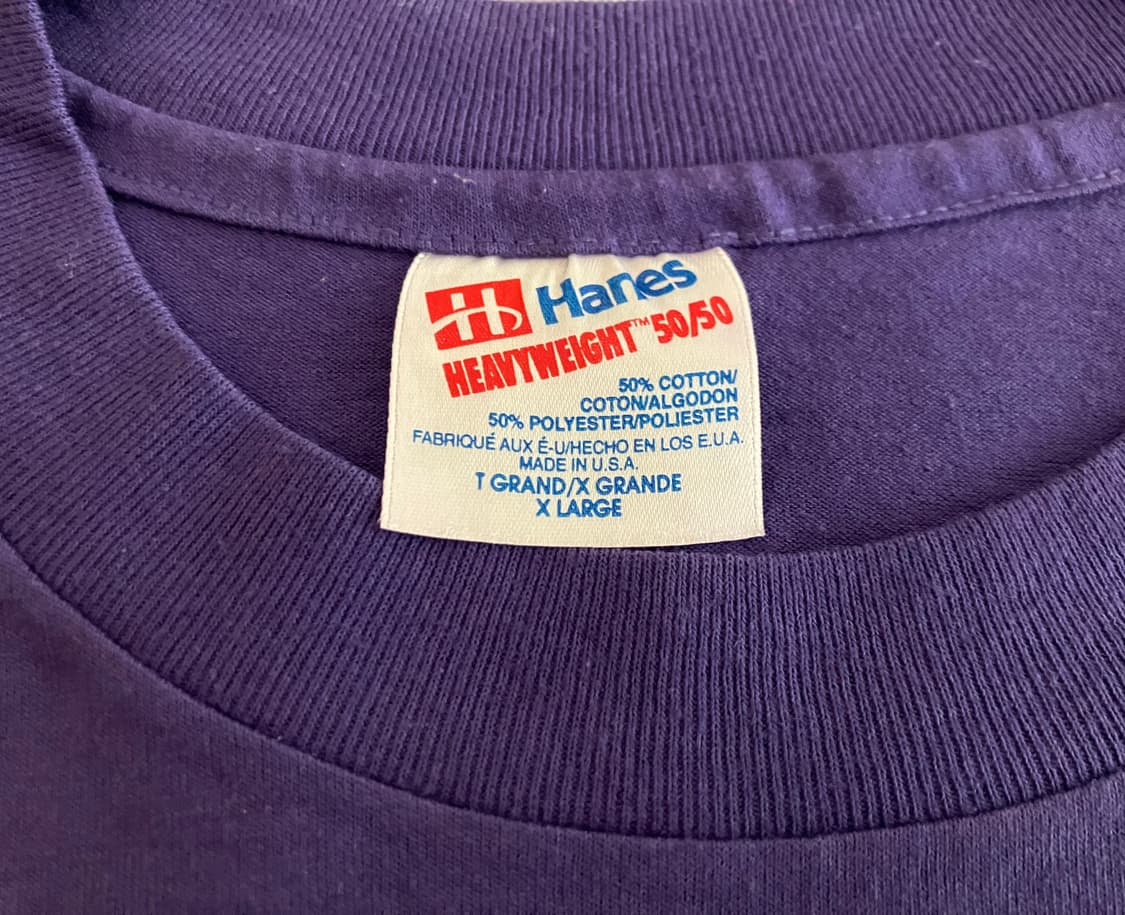 Hanes
HEAVYWEIGHT™ 50/50
50% COTTON/
COTON/ALGODON
50% POLYESTER/POLIESTER
FABRIQUÉ AUX É-U/HECHO EN LOS E.U.A.
MADE IN U.S.A.
T GRAND/X GRANDE
X LARGE